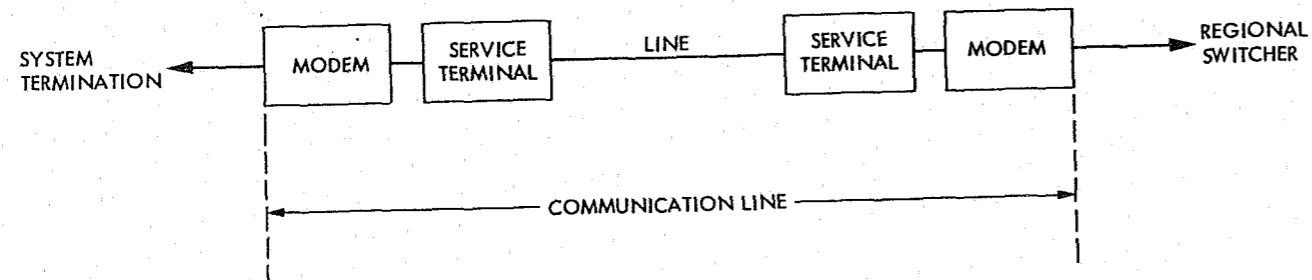 SYSTEM
TERMINATION
MODEM
SERVICE
TERMINAL
LINE
SERVICE
TERMINAL
MODEM
REGIONAL
SWITCHER
COMMUNICATION LINE